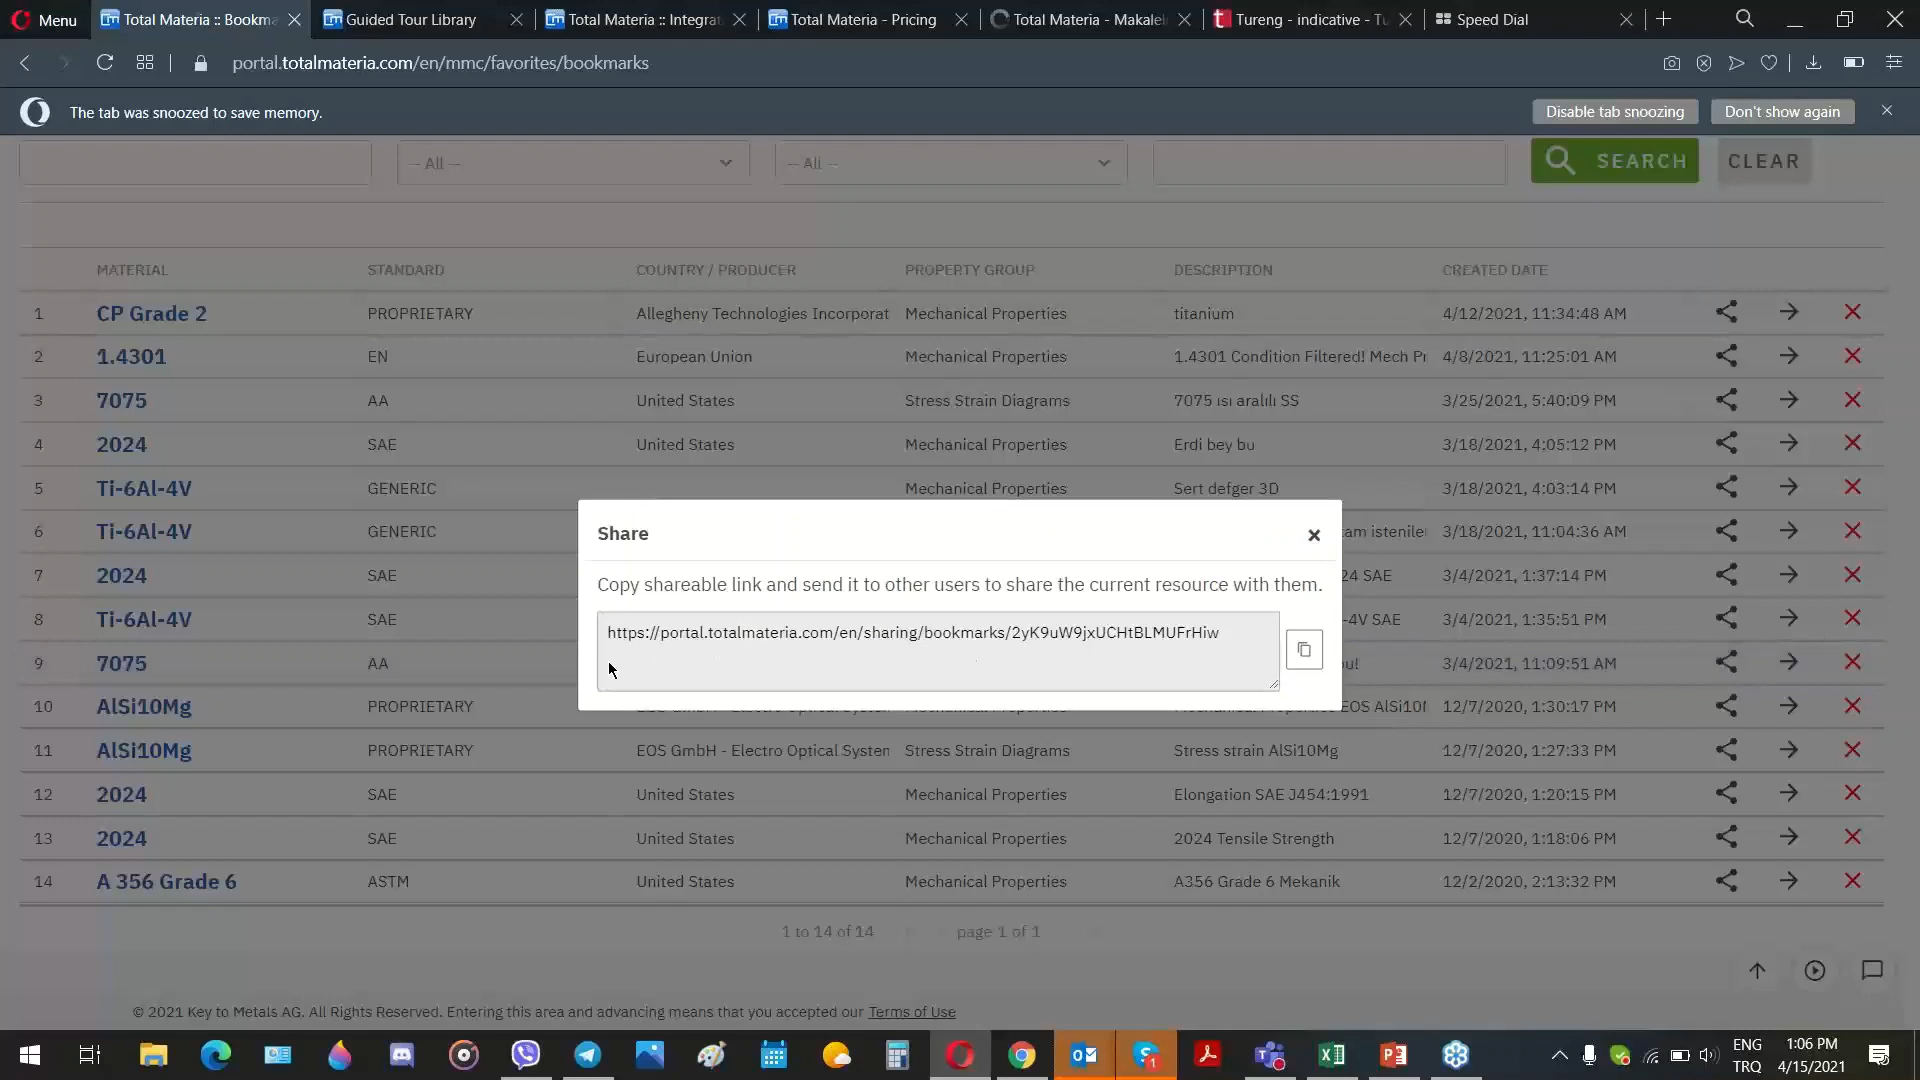 Menu
Total Materia :: Bookma
Guided Tour Library
Total Materia :: Integrat
Total Materia - Pricing
Total Materia - Makalel
Tureng - indicative - Tu
Speed Dial
portal.totalmateria.com/en/mmc/favorites/bookmarks
The tab was snoozed to save memory.
Disable tab snoozing
Don't show again
-- All --
-- All --
SEARCH
CLEAR
MATERIAL STANDARD COUNTRY / PRODUCER PROPERTY GROUP DESCRIPTION CREATED DATE
1 CP Grade 2 PROPRIETARY Allegheny Technologies Incorporat Mechanical Properties titanium 4/12/2021, 11:34:48 AM
2 1.4301 EN European Union Mechanical Properties 1.4301 Condition Filtered! Mech Pr 4/8/2021, 11:25:01 AM
3 7075 AA United States Stress Strain Diagrams 7075 ısı aralılı SS 3/25/2021, 5:40:09 PM
4 2024 SAE United States Mechanical Properties Erdi bey bu 3/18/2021, 4:05:12 PM
5 Ti-6Al-4V GENERIC Mechanical Properties Sert defger 3D 3/18/2021, 4:03:14 PM
6 Ti-6Al-4V GENERIC am istenile 3/18/2021, 11:04:36 AM
7 2024 SAE 24 SAE 3/4/2021, 1:37:14 PM
8 Ti-6Al-4V SAE -4V SAE 3/4/2021, 1:35:51 PM
9 7075 AA 3/4/2021, 11:09:51 AM
10 AlSi10Mg PROPRIETARY EOS AlSi10M 12/7/2020, 1:30:17 PM
11 AlSi10Mg PROPRIETARY EOS GmbH - Electro Optical System Stress Strain Diagrams Stress strain AlSi10Mg 12/7/2020, 1:27:33 PM
12 2024 SAE United States Mechanical Properties Elongation SAE J454:1991 12/7/2020, 1:20:15 PM
13 2024 SAE United States Mechanical Properties 2024 Tensile Strength 12/7/2020, 1:18:06 PM
14 A 356 Grade 6 ASTM United States Mechanical Properties A356 Grade 6 Mekanik 12/2/2020, 2:13:32 PM
Share
Copy shareable link and send it to other users to share the current resource with them.
https://portal.totalmateria.com/en/sharing/bookmarks/2yK9uW9jxUCHtBLMUFrHiw
1 to 14 of 14
page 1 of 1
© 2021 Key to Metals AG. All Rights Reserved. Entering this area and advancing means that you accepted our Terms of Use
ENG
TRQ
1:06 PM
4/15/2021